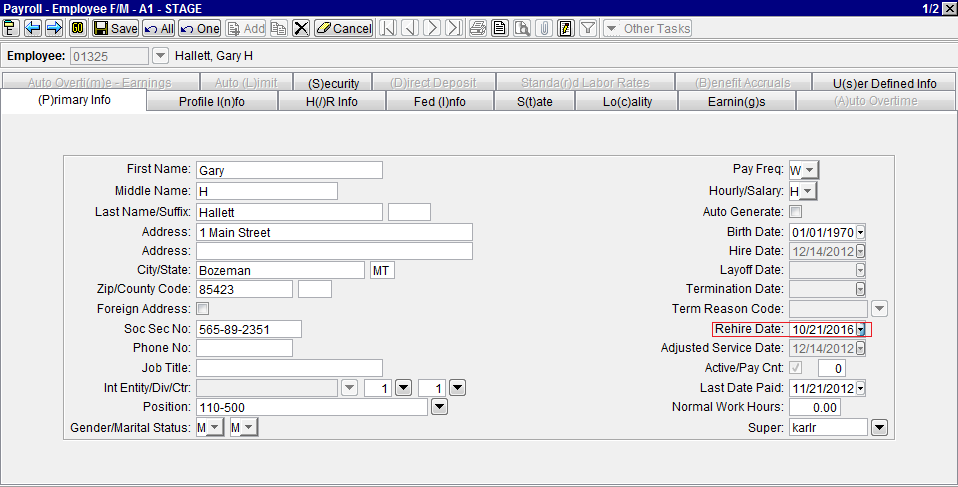 Payroll - Employee F/M - A1 - STAGE 1/2
60 Save All One Add Cancel Other Tasks
Employee: 01325 Hallett, Gary H
Auto Overti(m)e - Earnings Auto (L)imit (S)ecurity (D)irect Deposit Standa(r)d Labor Rates (B)enefit Accruals U(s)er Defined Info
(P)rimary Info Profile I(n)fo H(/)R Info Fed (I)nfo S(t)ate Lo(c)ality Earnin(g)s (A)uto Overtime
First Name: Gary Pay Freq: W
Middle Name: H Hourly/Salary: H
Last Name/Suffix: Hallett Auto Generate:
Address: 1 Main Street Birth Date: 01/01/1970
Address: Hire Date: 12/14/2012
City/State: Bozeman MT Layoff Date:
Zip/County Code: 85423 Termination Date:
Foreign Address: Term Reason Code:
Soc Sec No: 565-89-2351 Rehire Date: 10/21/2016
Phone No: Adjusted Service Date: 12/14/2012
Job Title: Active/Pay Cnt: 0
Int Entity/Div/Ctr: 1 1 Last Date Paid: 11/21/2012
Position: 110-500 Normal Work Hours: 0.00
Gender/Marital Status: M M Super: karlr